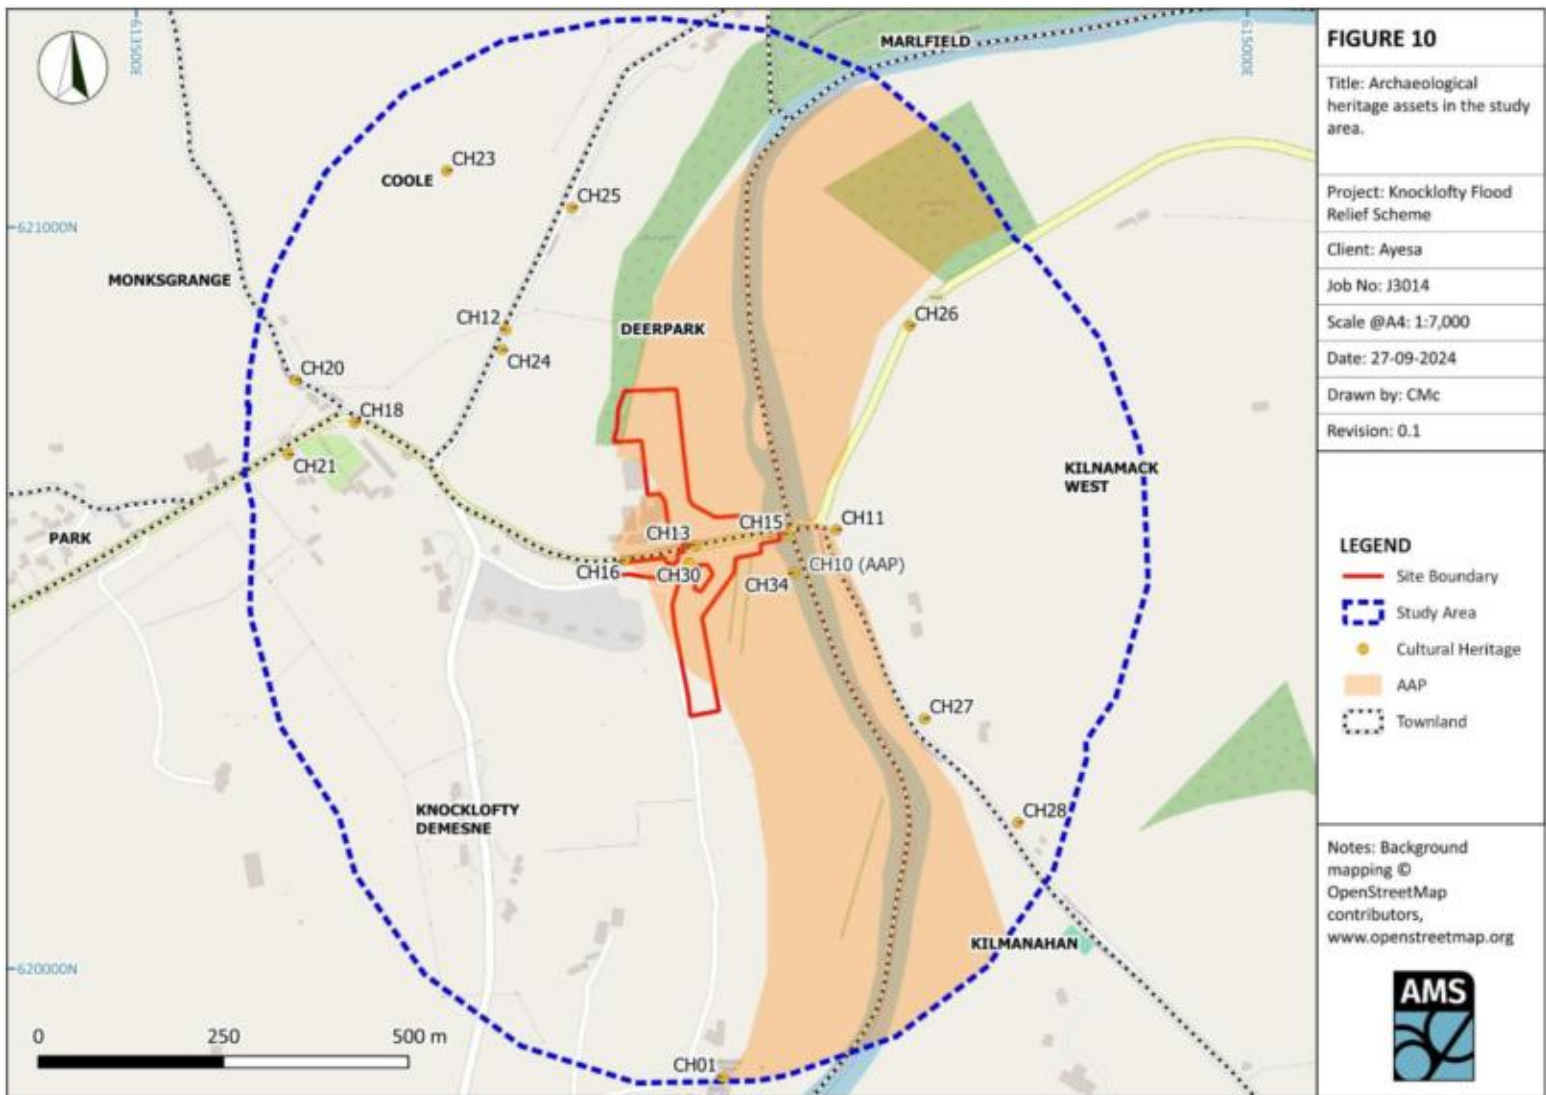 613500E
615000E
MARLFIELD
CH23
COOLE
CH25
621000N
MONKSGRANGE
CH12
DEERPARK
CH26
CH24
CH20
CH18
CH21
KILNAMACK
WEST
PARK
CH13
CH15
CH11
CH16
CH30
CH10 (AAP)
CH34
CH27
KNOCKLOFTY
DEMESNE
CH28
KILMANAHAN
620000N
0 250 500 m
CH01
FIGURE 10
Title: Archaeological
heritage assets in the study
area.
Project: Knocklofty Flood
Relief Scheme
Client: Ayesa
Job No: J3014
Scale @A4: 1:7,000
Date: 27-09-2024
Drawn by: CMc
Revision: 0.1
LEGEND
Site Boundary
Study Area
Cultural Heritage
AAP
Townland
Notes: Background
mapping ©
OpenStreetMap
contributors,
www.openstreetmap.org
AMS